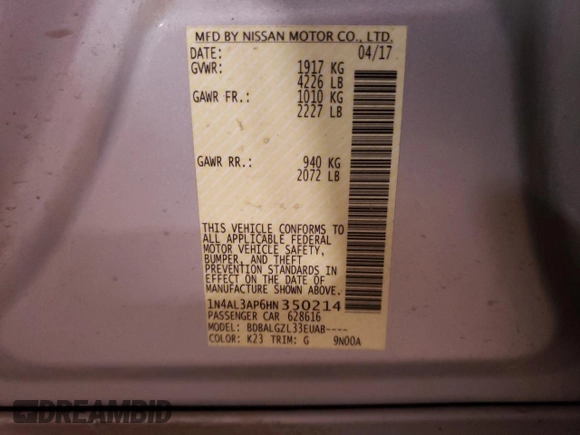 MFD BY NISSAN MOTOR CO., LTD.
DATE: 04/17
GVWR: 1917 KG
4226 LB
GAWR FR.: 1010 KG
2227 LB
GAWR RR.: 940 KG
2072 LB
THIS VEHICLE CONFORMS TO
ALL APPLICABLE FEDERAL
MOTOR VEHICLE SAFETY,
BUMPER, AND THEFT
PREVENTION STANDARDS IN
EFFECT ON THE DATE OF
MANUFACTURE SHOWN ABOVE.
1N4AL3AP6HN350214
PASSENGER CAR 628616
MODEL: BDBALGZL33EUAB----
COLOR: K23 TRIM: G 9N00A
DREAMBID